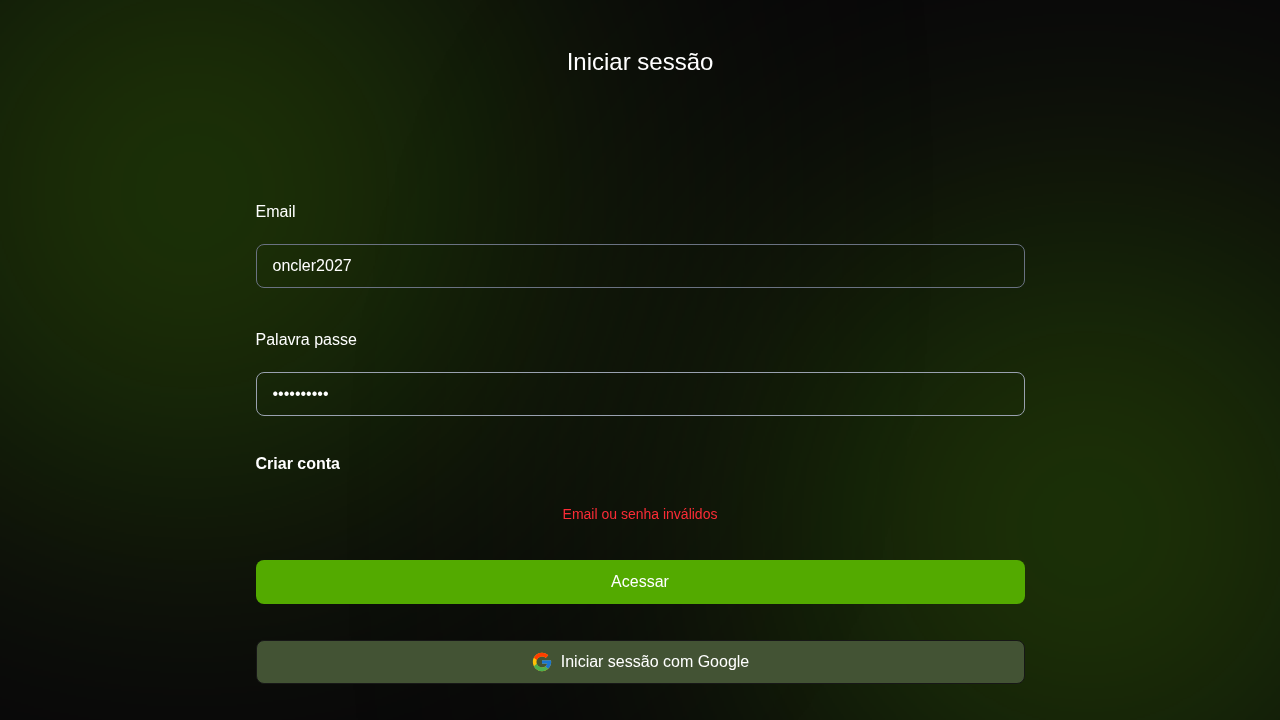 Iniciar sessão
Email
oncler2027
Palavra passe
••••••••••
Criar conta
Email ou senha inválidos
Acessar
Iniciar sessão com Google